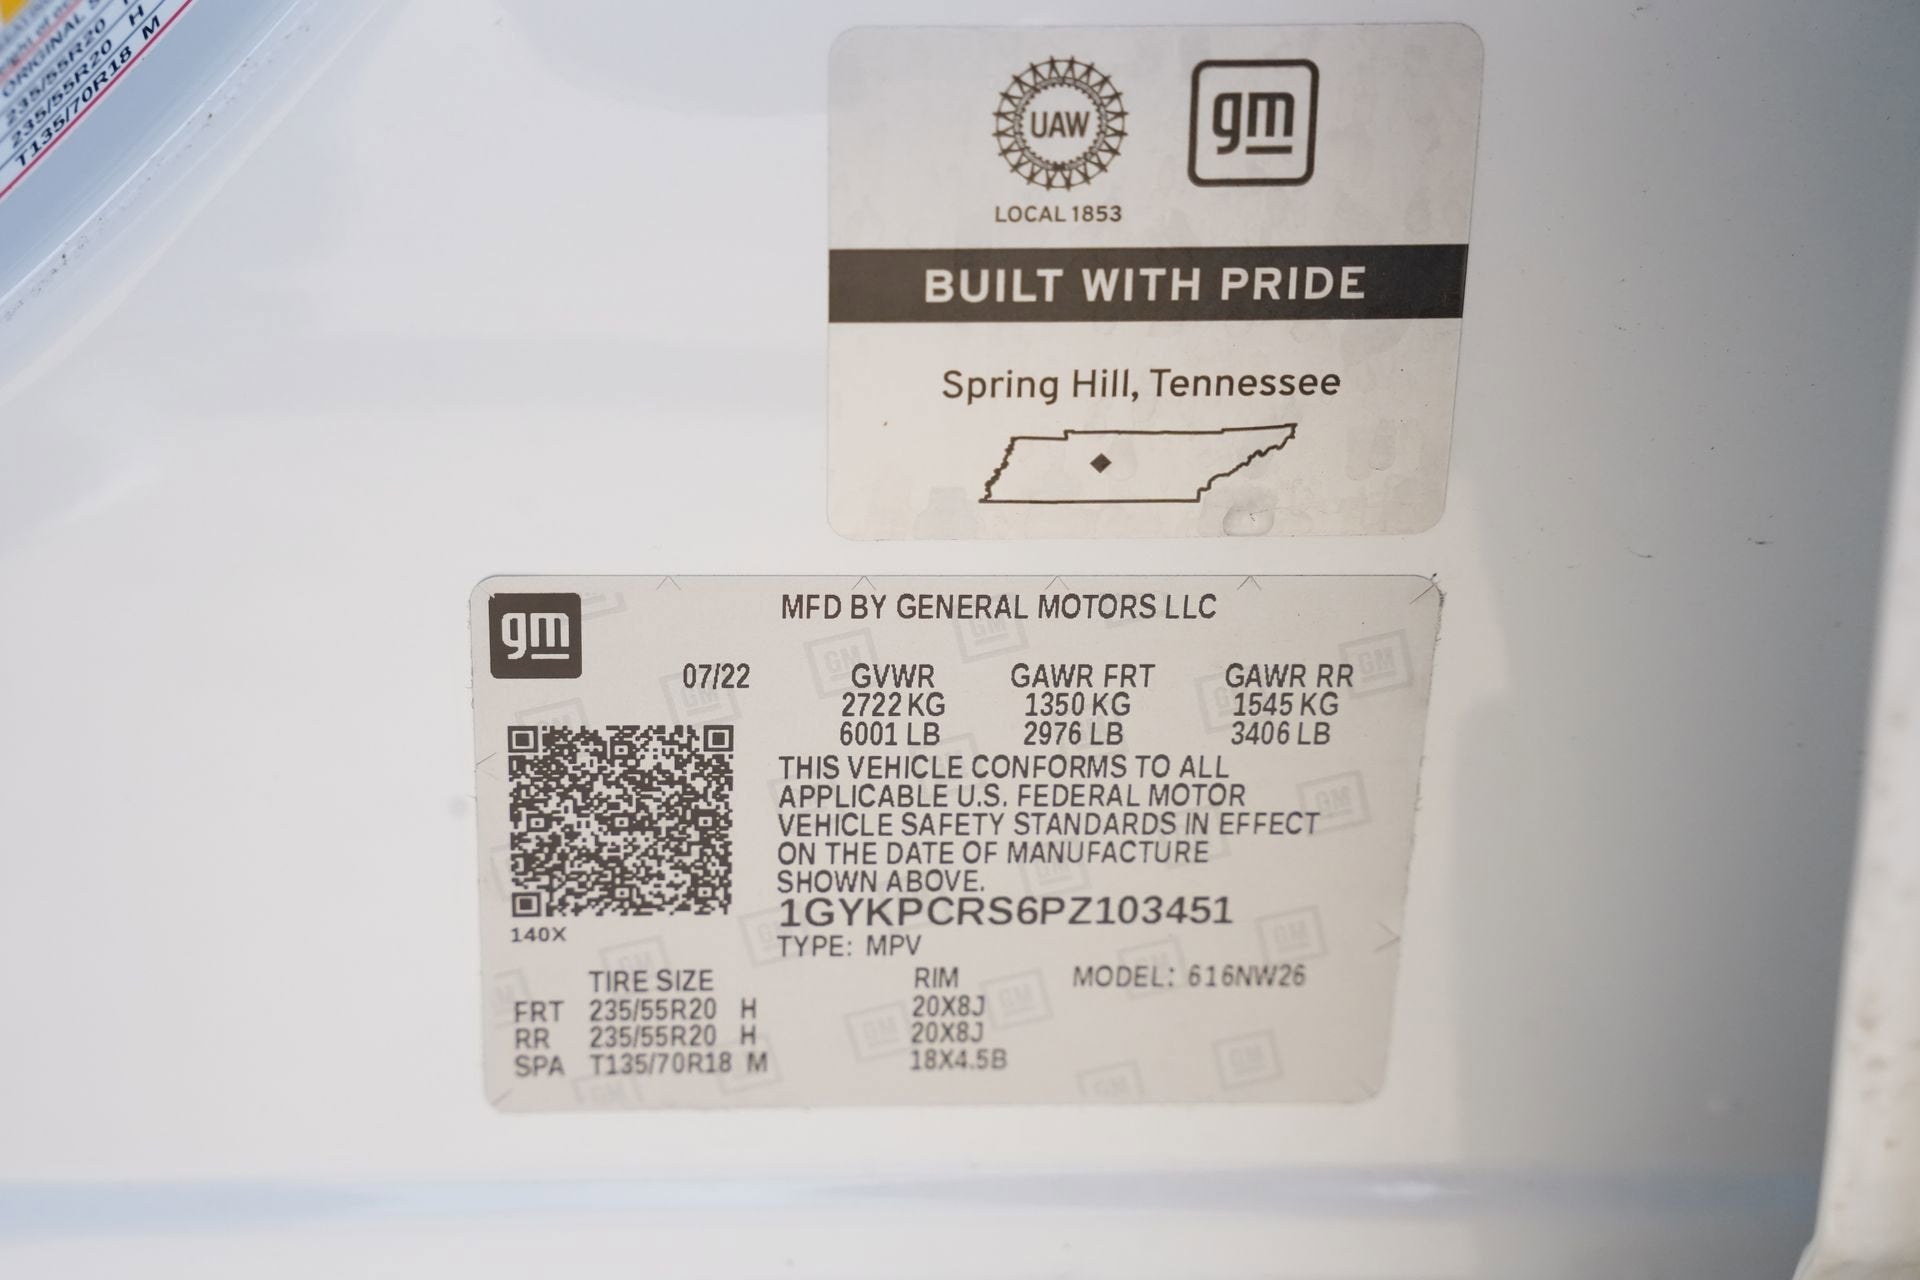 ORIGINAL
235/55R20 H
235/55R20 H
T135/70R18 M
UAW
gm
LOCAL 1853
BUILT WITH PRIDE
Spring Hill, Tennessee
gm
MFD BY GENERAL MOTORS LLC
07/22 GVWR GAWR FRT GAWR RR
2722 KG 1350 KG 1545 KG
6001 LB 2976 LB 3406 LB
THIS VEHICLE CONFORMS TO ALL
APPLICABLE U.S. FEDERAL MOTOR
VEHICLE SAFETY STANDARDS IN EFFECT
ON THE DATE OF MANUFACTURE
SHOWN ABOVE.
1GYKPCRS6PZ103451
140X
TYPE: MPV
TIRE SIZE RIM MODEL: 616NW26
FRT 235/55R20 H 20X8J
RR 235/55R20 H 20X8J
SPA T135/70R18 M 18X4.5B